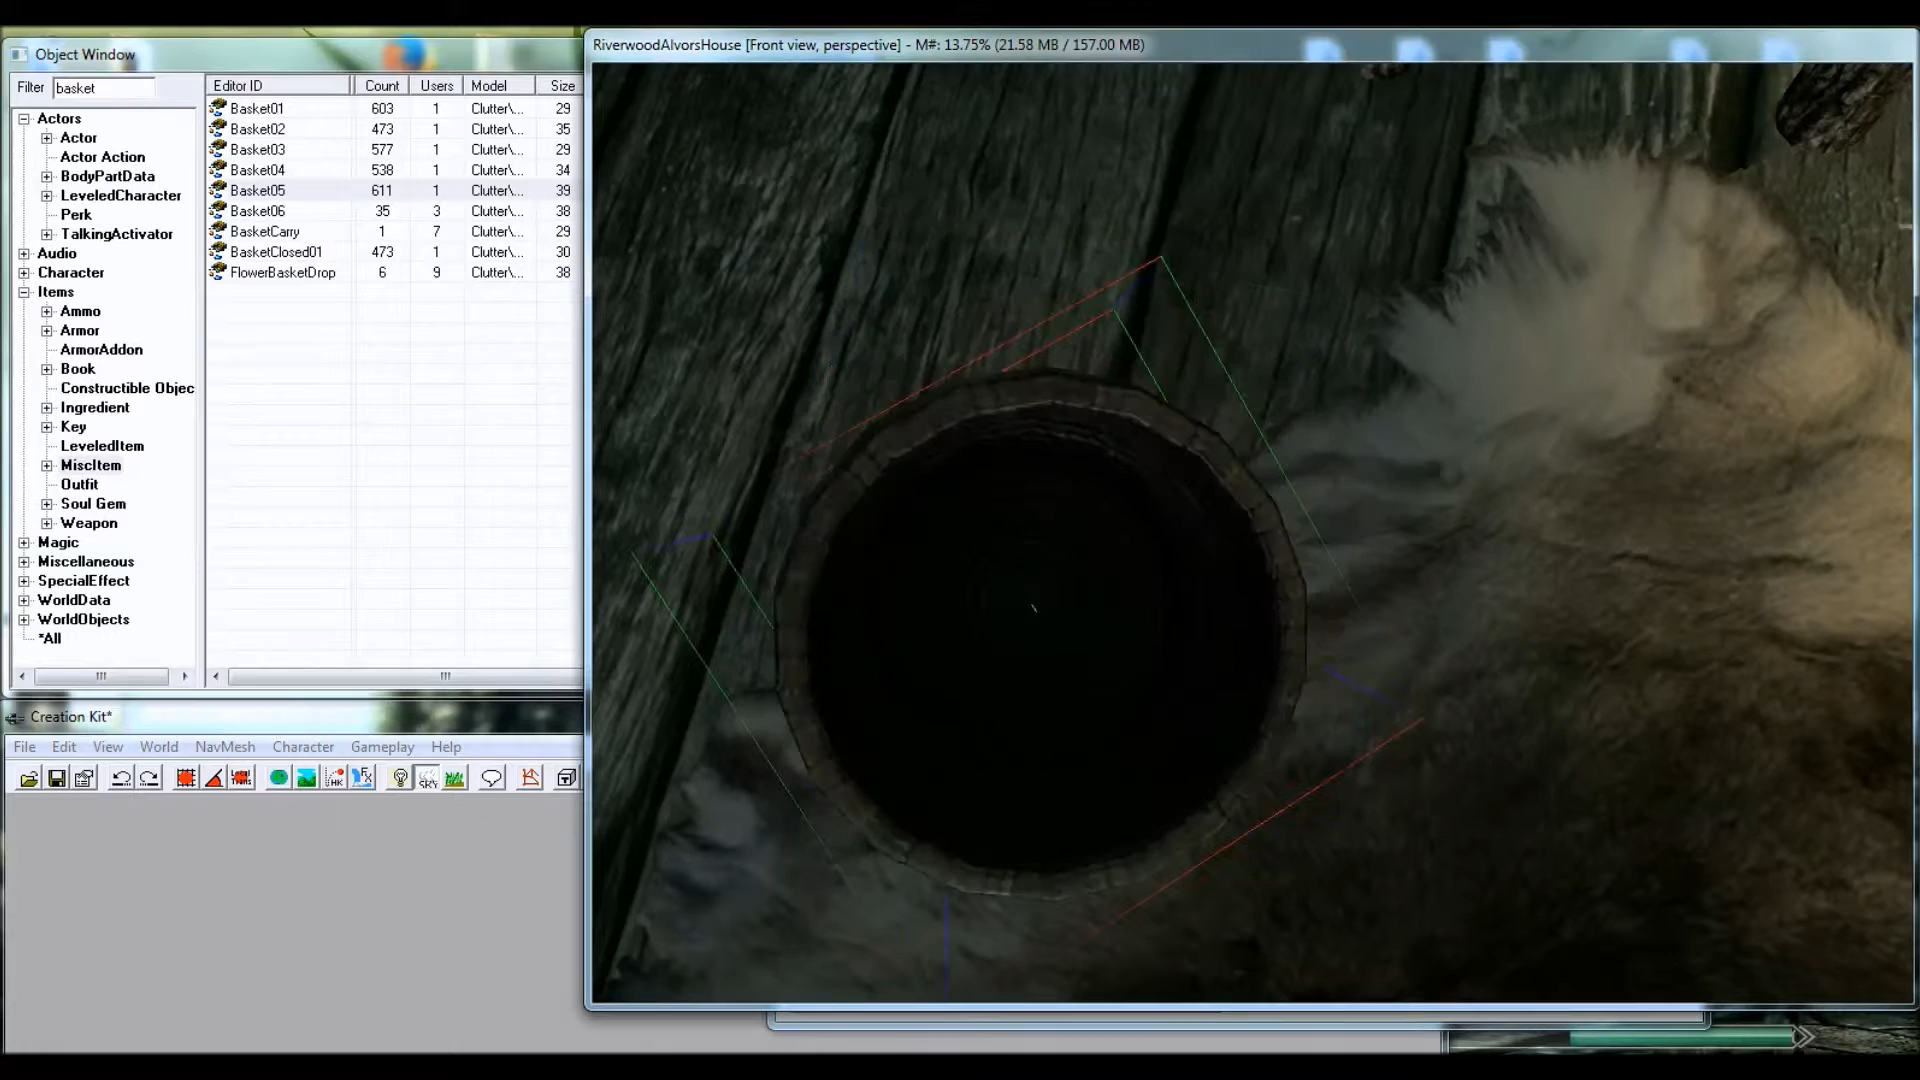 Object Window
Filter basket
Actors
Actor
Actor Action
BodyPartData
LeveledCharacter
Perk
TalkingActivator
Audio
Character
Items
Ammo
Armor
ArmorAddon
Book
Constructible Objec
Ingredient
Key
LeveledItem
MiscItem
Outfit
Soul Gem
Weapon
Magic
Miscellaneous
SpecialEffect
WorldData
WorldObjects
*All
Editor ID Count Users Model Size
Basket01 603 1 Clutter\... 29
Basket02 473 1 Clutter\... 35
Basket03 577 1 Clutter\... 29
Basket04 538 1 Clutter\... 34
Basket05 611 1 Clutter\... 39
Basket06 35 3 Clutter\... 38
BasketCarry 1 7 Clutter\... 29
BasketClosed01 473 1 Clutter\... 30
FlowerBasketDrop 6 9 Clutter\... 38
RiverwoodAlvorsHouse [Front view, perspective] - M#: 13.75% (21.58 MB / 157.00 MB)
Creation Kit*
File Edit View World NavMesh Character Gameplay Help
SKY